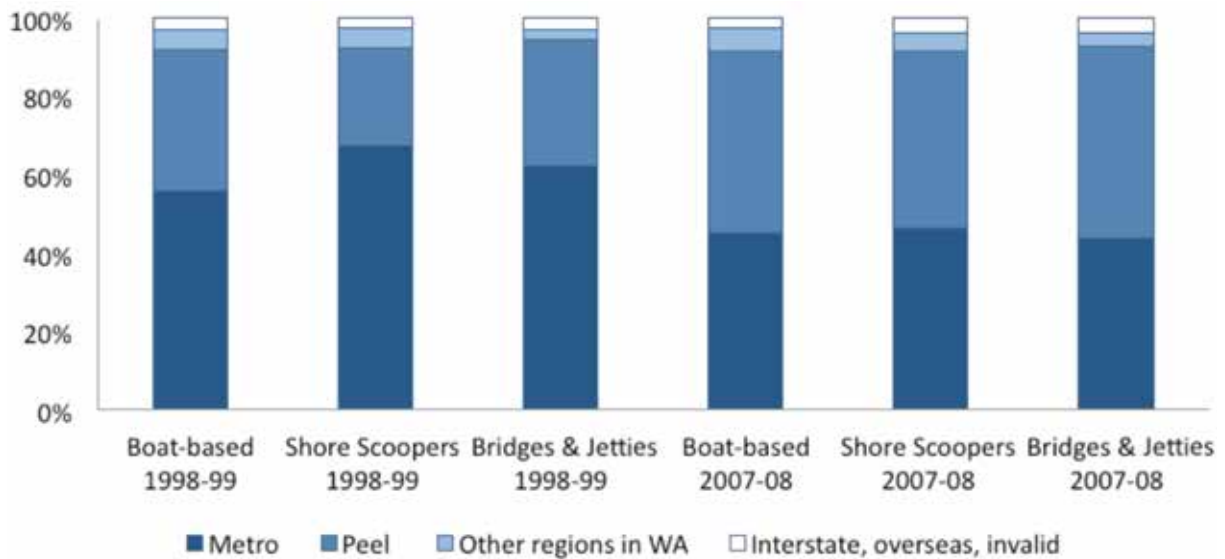 100%
80%
60%
40%
20%
0%
Boat-based Shore Scoopers Bridges & Jetties Boat-based Shore Scoopers Bridges & Jetties
1998-99 1998-99 1998-99 2007-08 2007-08 2007-08
Metro Peel Other regions in WA Interstate, overseas, invalid